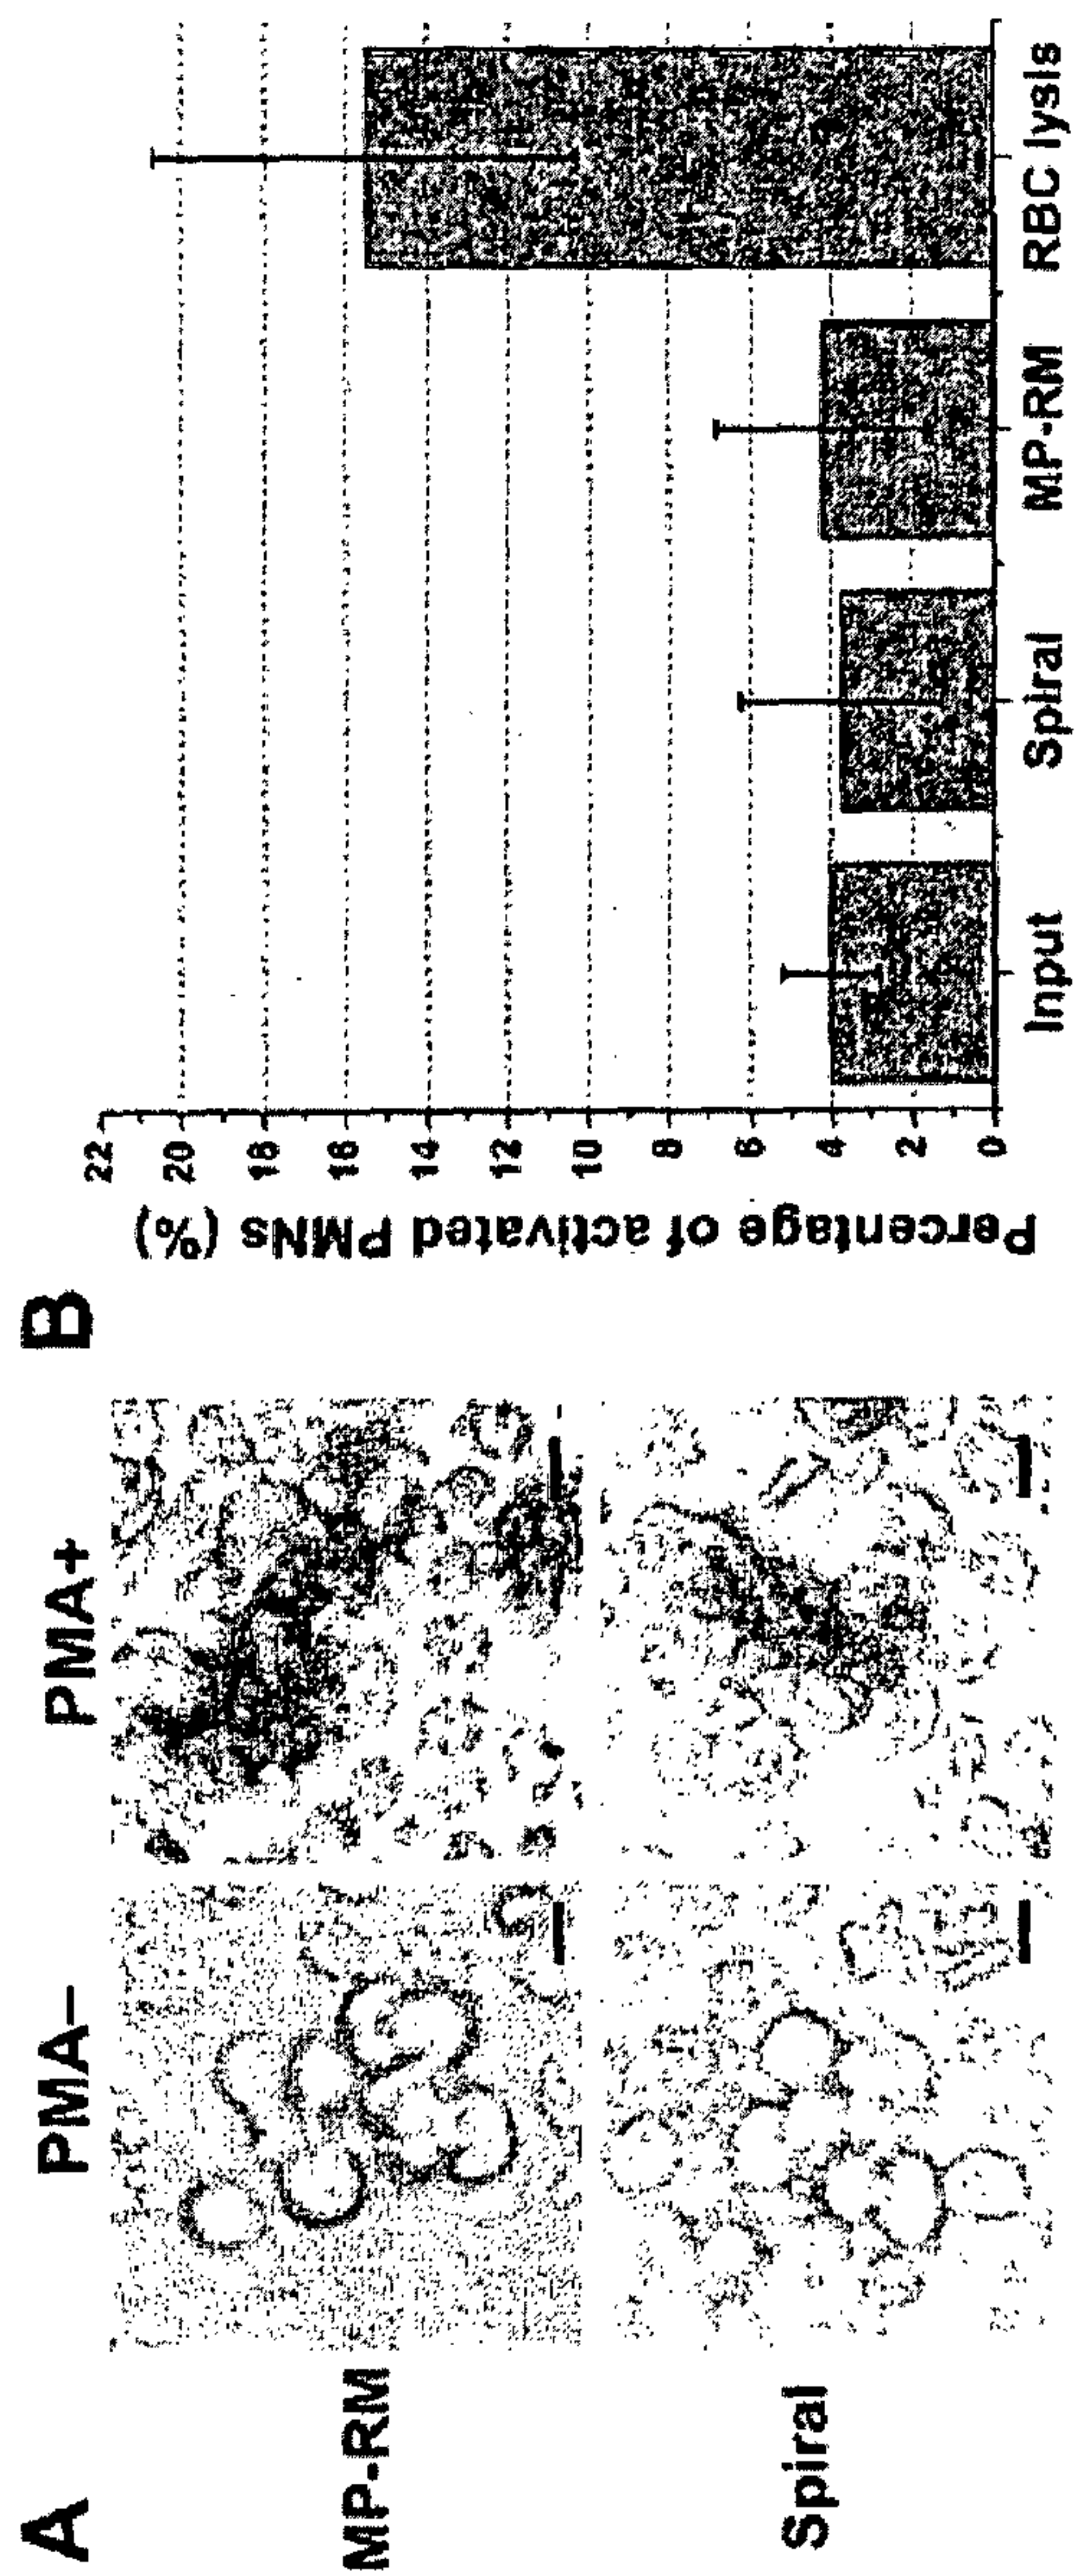 A
PMA–
PMA+
MP-RM
Spiral
B
Percentage of activated PMNs (%)
22
20
18
16
14
12
10
8
6
4
2
0
Input
Spiral
MP-RM
RBC lysis